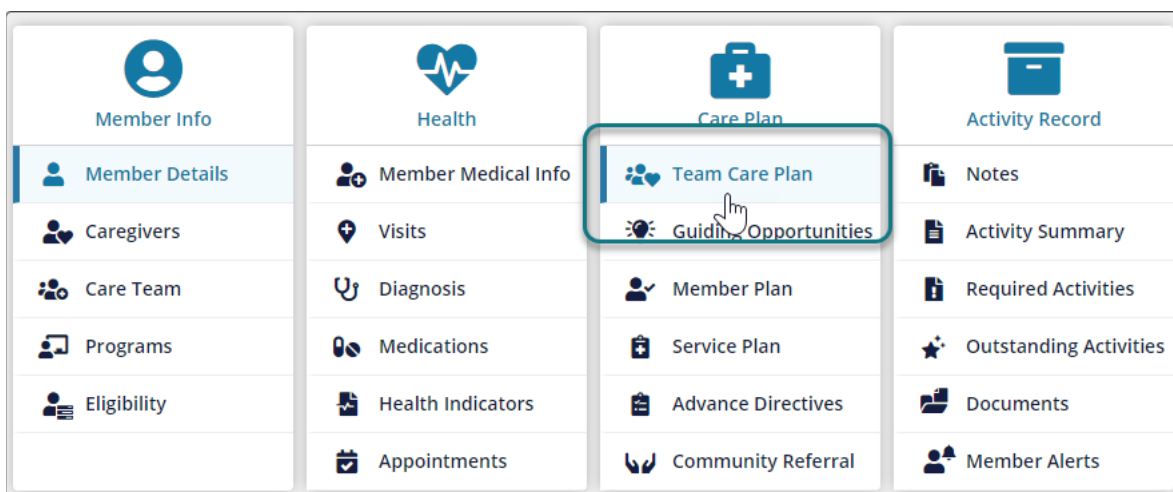 Member Info
Member Details
Caregivers
Care Team
Programs
Eligibility
Health
Member Medical Info
Visits
Diagnosis
Medications
Health Indicators
Appointments
Care Plan
Team Care Plan
Guiding Opportunities
Member Plan
Service Plan
Advance Directives
Community Referral
Activity Record
Notes
Activity Summary
Required Activities
Outstanding Activities
Documents
Member Alerts